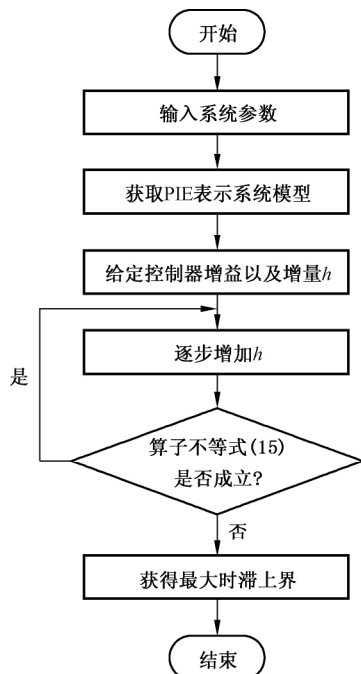 开始
输入系统参数
获取PIE表示系统模型
给定控制器增益以及增量h
逐步增加h
是
算子不等式(15)
是否成立?
否
获得最大时滞上界
结束